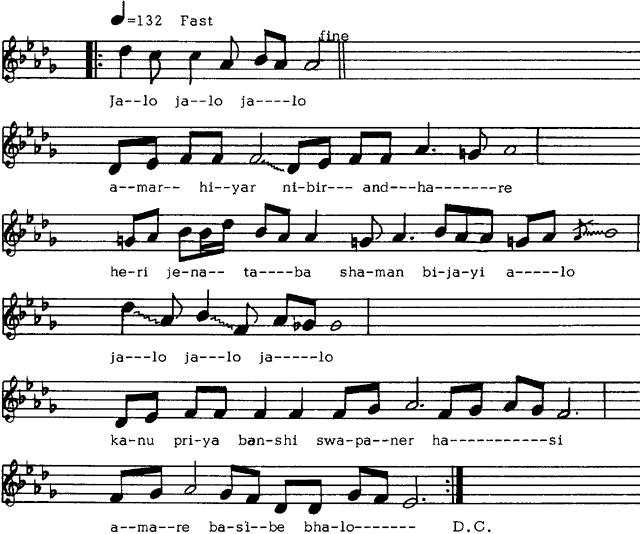 =132 Fast
fine
Ja--lo ja--lo ja----lo
a--mar-- hi--yar ni-bir--- and---ha-------re
he-ri je-na-- ta----ba sha-man bi-ja-yi a-----lo
ja---lo ja--lo ja-----lo
ka-nu pri-ya ban-shi swa-pa--ner ha-----------si
a--ma--re ba-si--be bha-lo------- D.C.